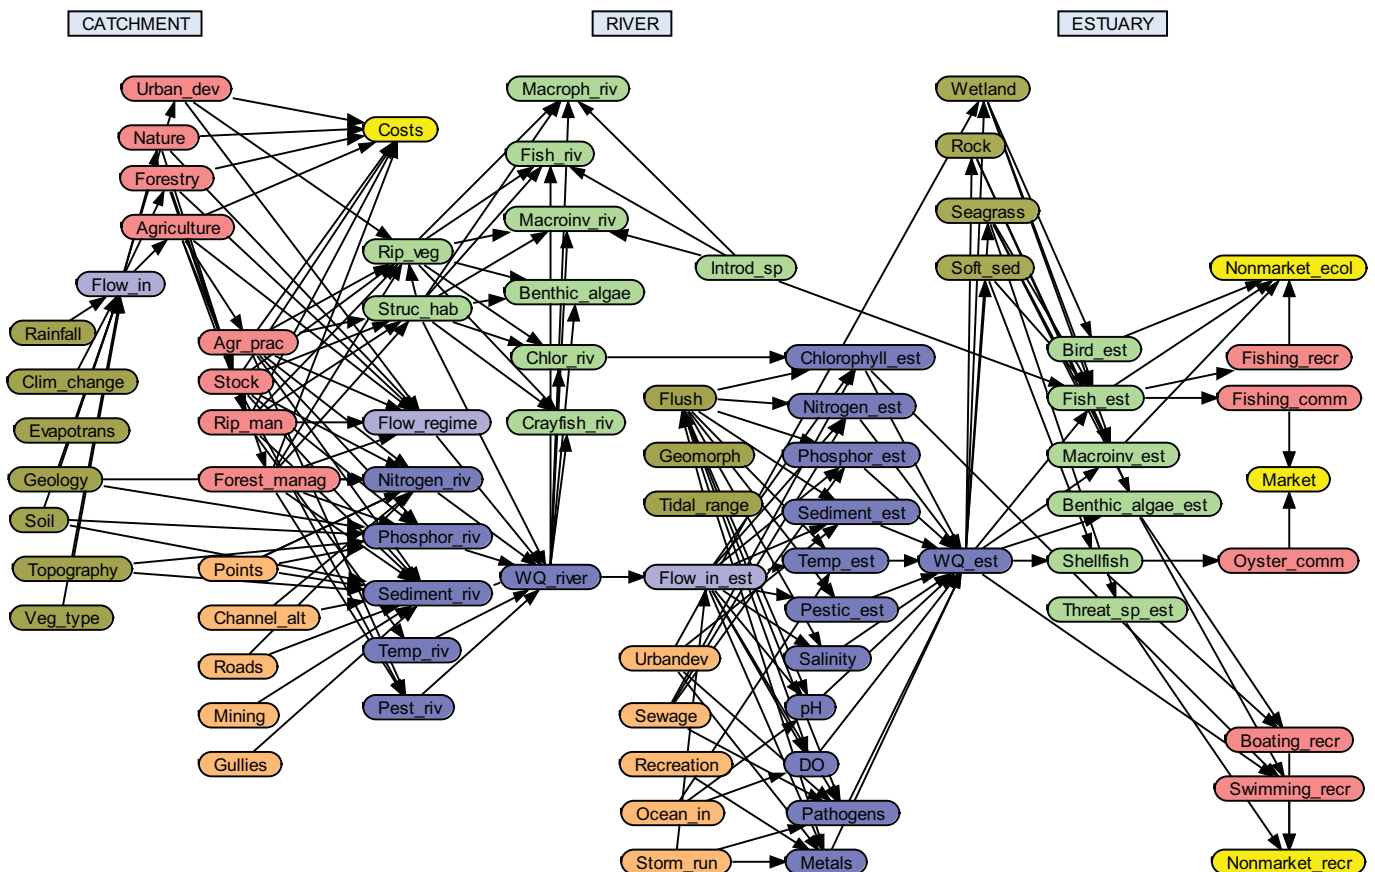 CATCHMENT
RIVER
ESTUARY
Urban_dev
Nature
Forestry
Agriculture
Flow_in
Rainfall
Clim_change
Evapotrans
Geology
Soil
Topography
Veg_type
Costs
Agr_prac
Stock
Rip_man
Forest_manag
Points
Channel_alt
Roads
Mining
Gullies
Rip_veg
Struc_hab
Flow_regime
Nitrogen_riv
Phosphor_riv
Sediment_riv
Temp_riv
Pest_riv
Macroph_riv
Fish_riv
Macroinv_riv
Benthic_algae
Chlor_riv
Crayfish_riv
WQ_river
Introd_sp
Flush
Geomorph
Tidal_range
Flow_in_est
Urbandev
Sewage
Recreation
Ocean_in
Storm_run
Chlorophyll_est
Nitrogen_est
Phosphor_est
Sediment_est
Temp_est
Pestic_est
Salinity
pH
DO
Pathogens
Metals
Wetland
Rock
Seagrass
Soft_sed
WQ_est
Bird_est
Fish_est
Macroinv_est
Benthic_algae_est
Shellfish
Threat_sp_est
Nonmarket_ecol
Fishing_recr
Fishing_comm
Market
Oyster_comm
Boating_recr
Swimming_recr
Nonmarket_recr